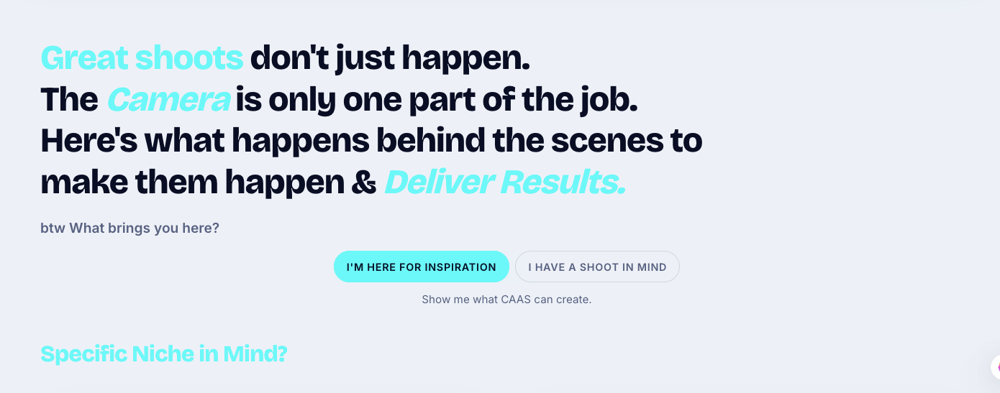 Great shoots don't just happen.
The Camera is only one part of the job.
Here's what happens behind the scenes to
make them happen & Deliver Results.
btw What brings you here?
I'M HERE FOR INSPIRATION
I HAVE A SHOOT IN MIND
Show me what CAAS can create.
Specific Niche in Mind?